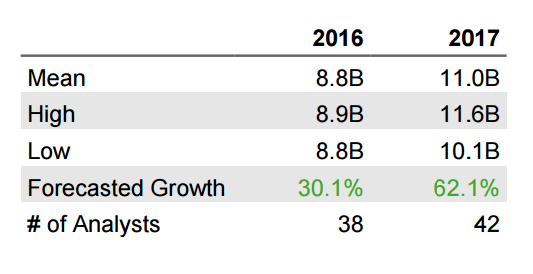 2016 2017
Mean 8.8B 11.0B
High 8.9B 11.6B
Low 8.8B 10.1B
Forecasted Growth 30.1% 62.1%
# of Analysts 38 42